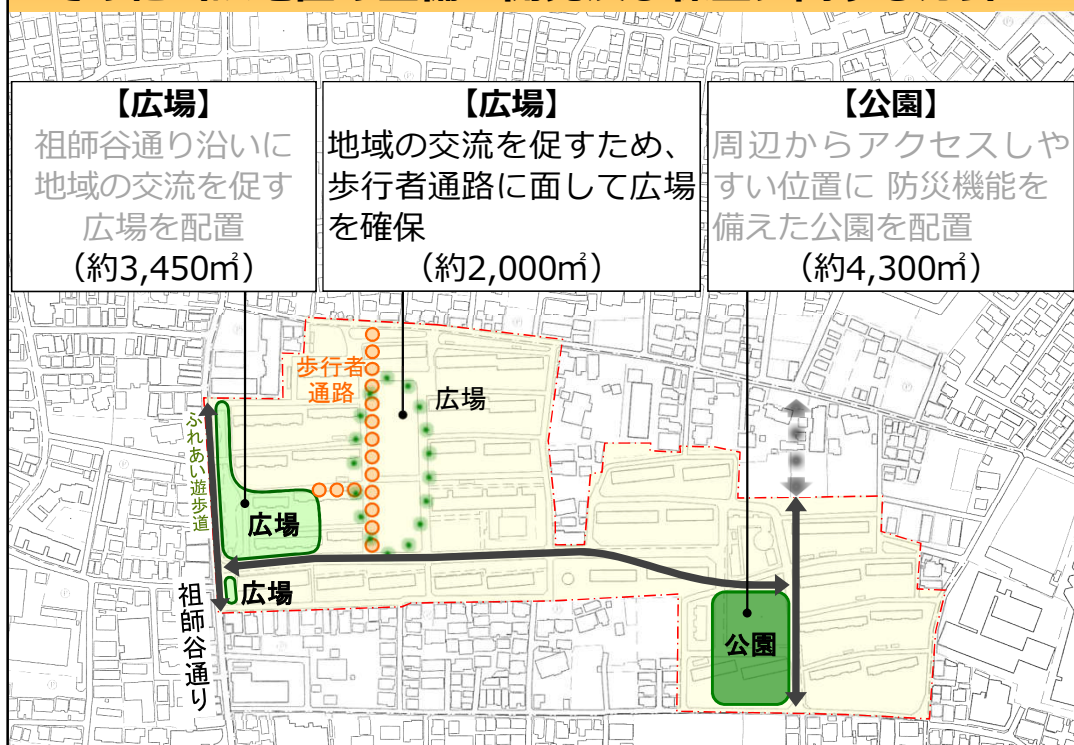 【広場】
祖師谷通り沿いに
地域の交流を促す
広場を配置
（約3,450㎡）
【広場】
地域の交流を促すため、
歩行者通路に面して広場
を確保
（約2,000㎡）
【公園】
周辺からアクセスしや
すい位置に 防災機能を
備えた公園を配置
（約4,300㎡）
歩行者
通路
広場
ふれあい遊歩道
広場
広場
祖師谷通り
公園